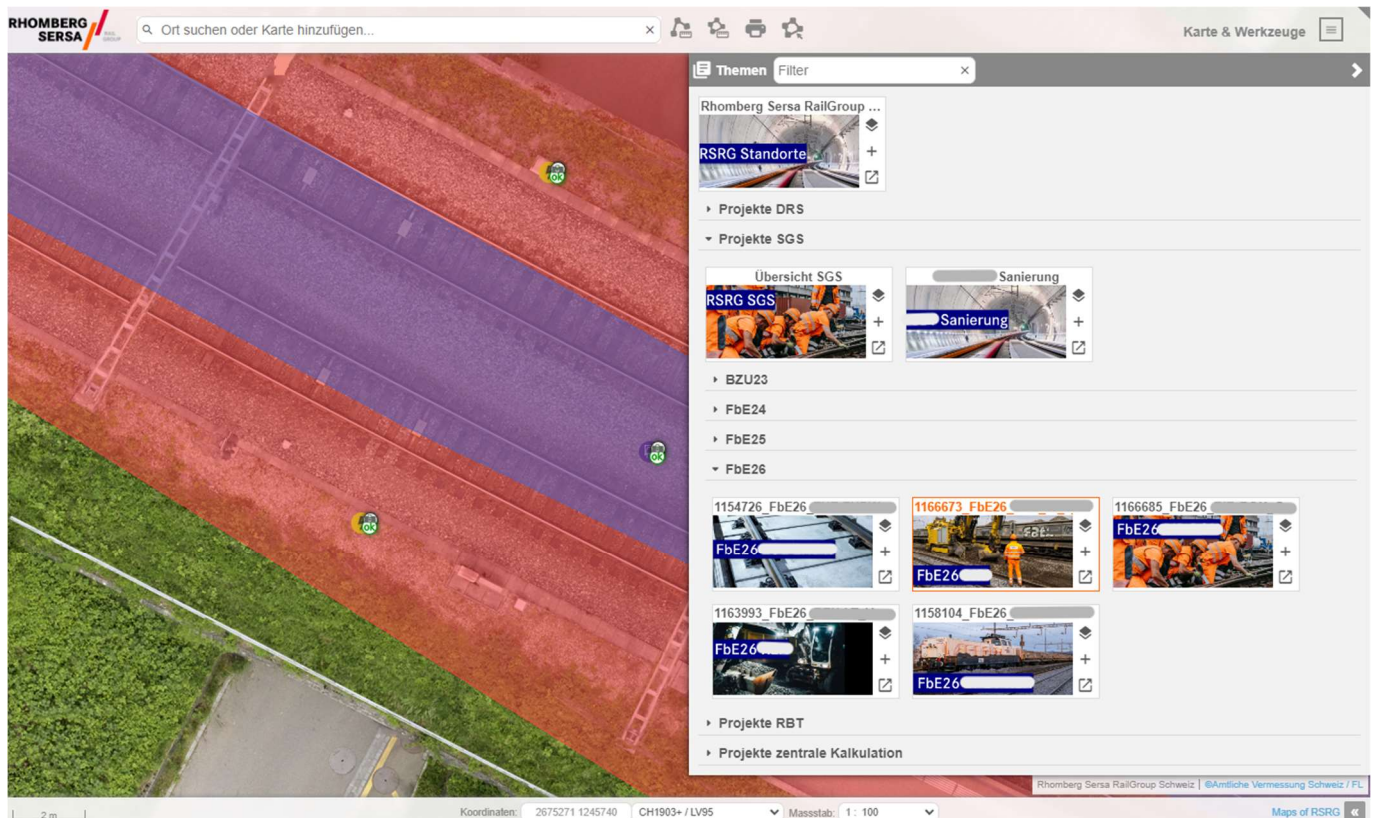 RHOMBERG
SERSA
RAIL
GROUP
Ort suchen oder Karte hinzufügen...
Karte & Werkzeuge
Themen
Filter
Rhomberg Sersa RailGroup ...
RSRG Standorte
Projekte DRS
Projekte SGS
Übersicht SGS
RSRG SGS
Sanierung
Sanierung
BZU23
FbE24
FbE25
FbE26
1154726_FbE26
FbE26
1166673_FbE26
FbE26
1166685_FbE26
FbE26
1163993_FbE26
FbE26
1158104_FbE26
FbE26
Projekte RBT
Projekte zentrale Kalkulation
ok
ok
ok
Rhomberg Sersa RailGroup Schweiz | ©Amtliche Vermessung Schweiz / FL
2 m
Koordinaten: 2675271 1245740 CH1903+ / LV95 Massstab: 1 : 100
Maps of RSRG